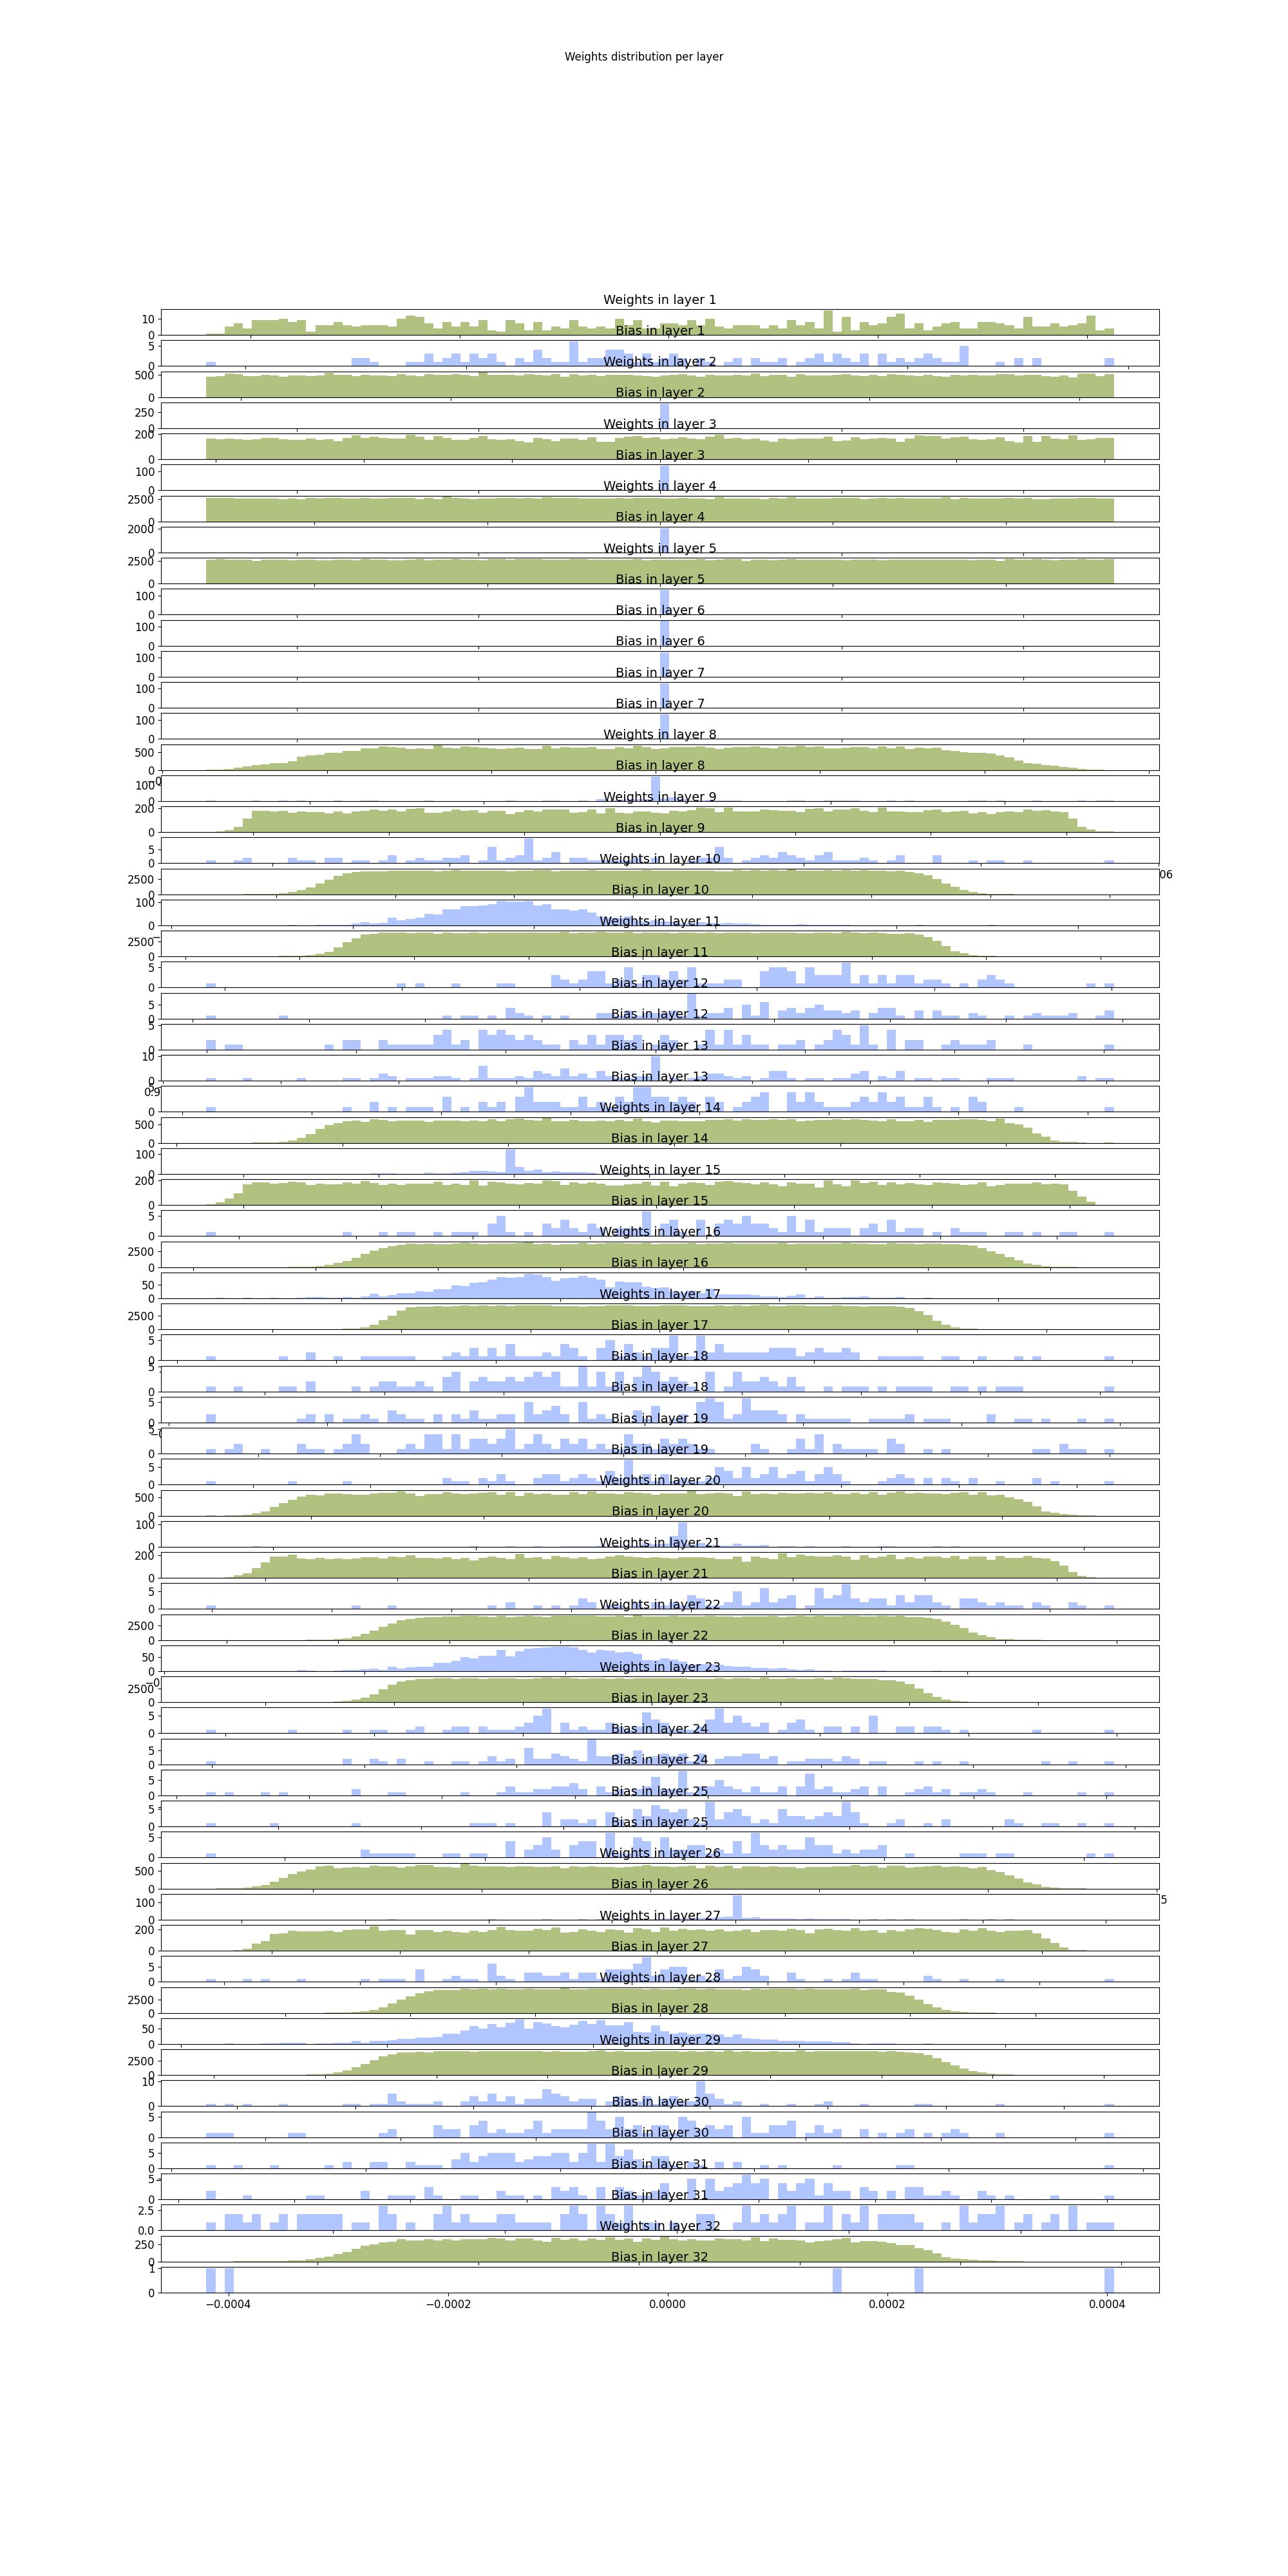 Weights distribution per layer
Weights in layer 1
10
0
Bias in layer 1
5
0
Weights in layer 2
500
0
Bias in layer 2
250
0
Weights in layer 3
200
0
Bias in layer 3
100
0
Weights in layer 4
2500
0
Bias in layer 4
2000
0
Weights in layer 5
2500
0
Bias in layer 5
100
0
Bias in layer 6
100
0
Bias in layer 6
100
0
Bias in layer 7
100
0
Bias in layer 7
100
0
Weights in layer 8
500
0
Bias in layer 8
100
0
Weights in layer 9
200
0
Bias in layer 9
5
0
Weights in layer 10
06
2500
0
Bias in layer 10
100
0
Weights in layer 11
2500
0
Bias in layer 11
5
0
Bias in layer 12
5
0
Bias in layer 12
5
0
Bias in layer 13
10
0
Bias in layer 13
0.9
0
Weights in layer 14
500
0
Bias in layer 14
100
0
Weights in layer 15
200
0
Bias in layer 15
5
0
Weights in layer 16
2500
0
Bias in layer 16
50
0
Weights in layer 17
2500
0
Bias in layer 17
5
0
Bias in layer 18
5
0
Bias in layer 18
5
0
Bias in layer 19
5
0
Bias in layer 19
5
0
Weights in layer 20
500
0
Bias in layer 20
100
0
Weights in layer 21
200
0
Bias in layer 21
5
0
Weights in layer 22
2500
0
Bias in layer 22
50
0
Weights in layer 23
2500
0
Bias in layer 23
5
0
Bias in layer 24
5
0
Bias in layer 24
5
0
Bias in layer 25
5
0
Bias in layer 25
5
0
Weights in layer 26
500
0
Bias in layer 26
5
100
0
Weights in layer 27
200
0
Bias in layer 27
5
0
Weights in layer 28
2500
0
Bias in layer 28
50
0
Weights in layer 29
2500
0
Bias in layer 29
10
0
Bias in layer 30
5
0
Bias in layer 30
5
0
Bias in layer 31
5
0
Bias in layer 31
2.5
0.0
Weights in layer 32
250
0
Bias in layer 32
1
0
−0.0004 −0.0002 0.0000 0.0002 0.0004